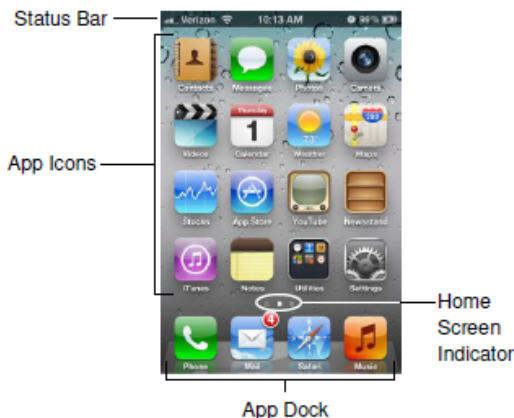 Status Bar
Verizon 10:13 AM 99%
Contacts Messages Photos Camera
Thursday
1
73°
280
Videos Calendar Weather Maps
App Icons
Stocks App Store YouTube Newsstand
iTunes Notes Utilities Settings
Home
Screen
Indicator
4
Phone Mail Safari Music
App Dock